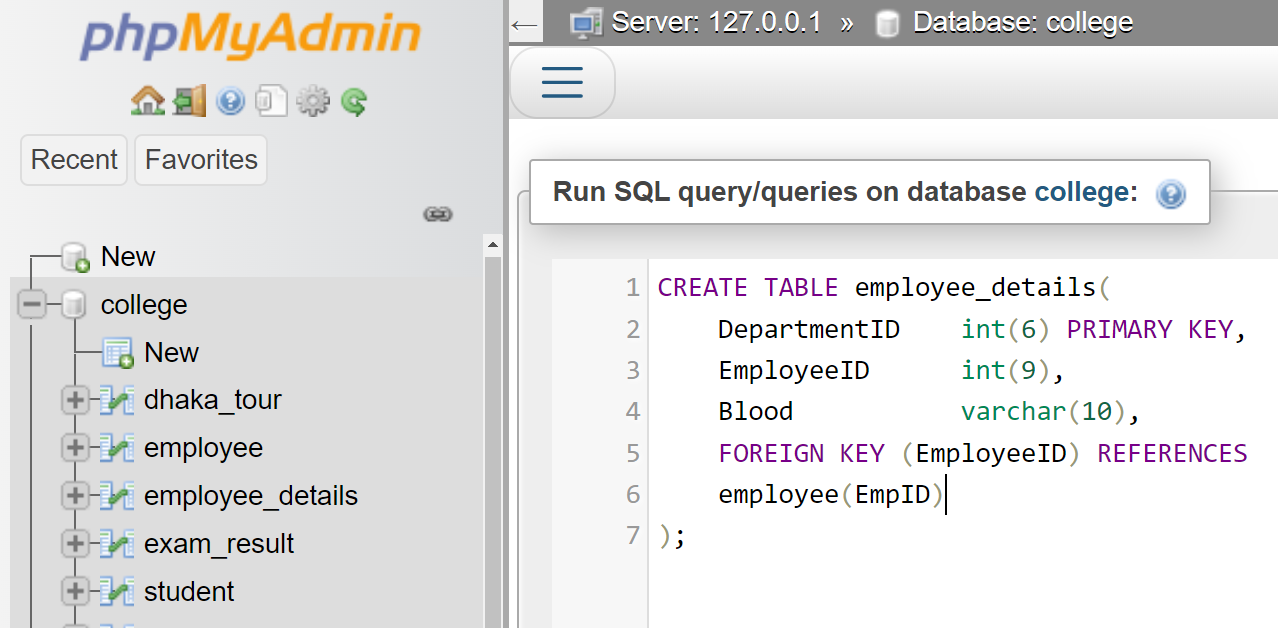 phpMyAdmin
Recent Favorites
New
college
New
dhaka_tour
employee
employee_details
exam_result
student
← Server: 127.0.0.1 » Database: college
Run SQL query/queries on database college:
1 CREATE TABLE employee_details(
2 DepartmentID int(6) PRIMARY KEY,
3 EmployeeID int(9),
4 Blood varchar(10),
5 FOREIGN KEY (EmployeeID) REFERENCES
6 employee(EmpID)
7 );